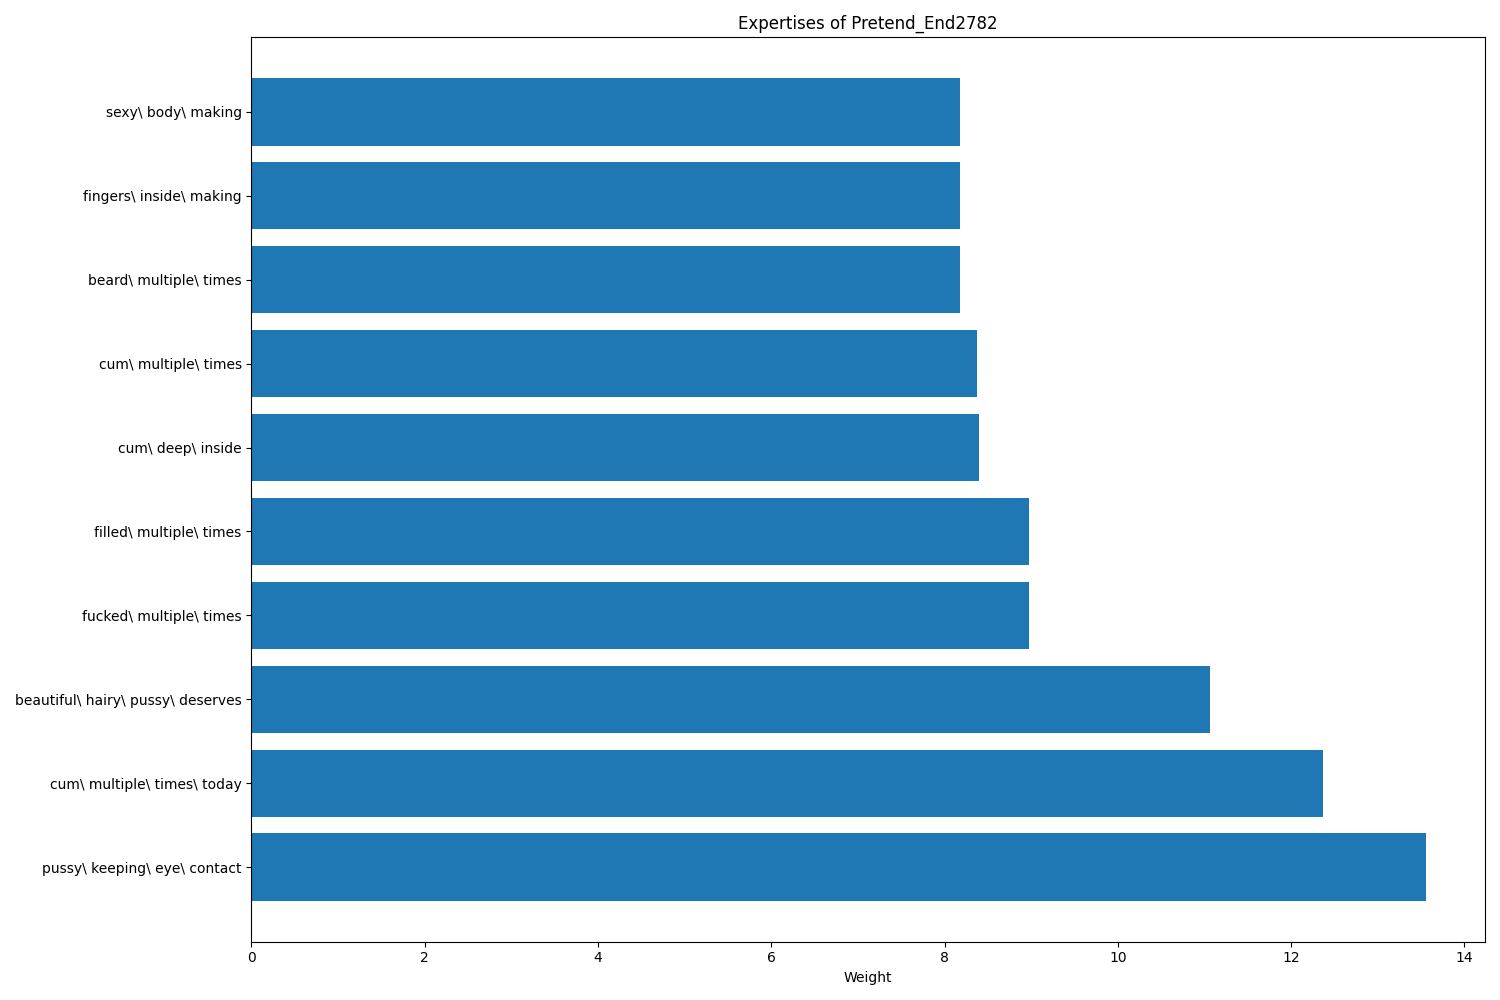 Expertises of Pretend_End2782
sexy\ body\ making
fingers\ inside\ making
beard\ multiple\ times
cum\ multiple\ times
cum\ deep\ inside
filled\ multiple\ times
fucked\ multiple\ times
beautiful\ hairy\ pussy\ deserves
cum\ multiple\ times\ today
pussy\ keeping\ eye\ contact
0 2 4 6 8 10 12 14
Weight